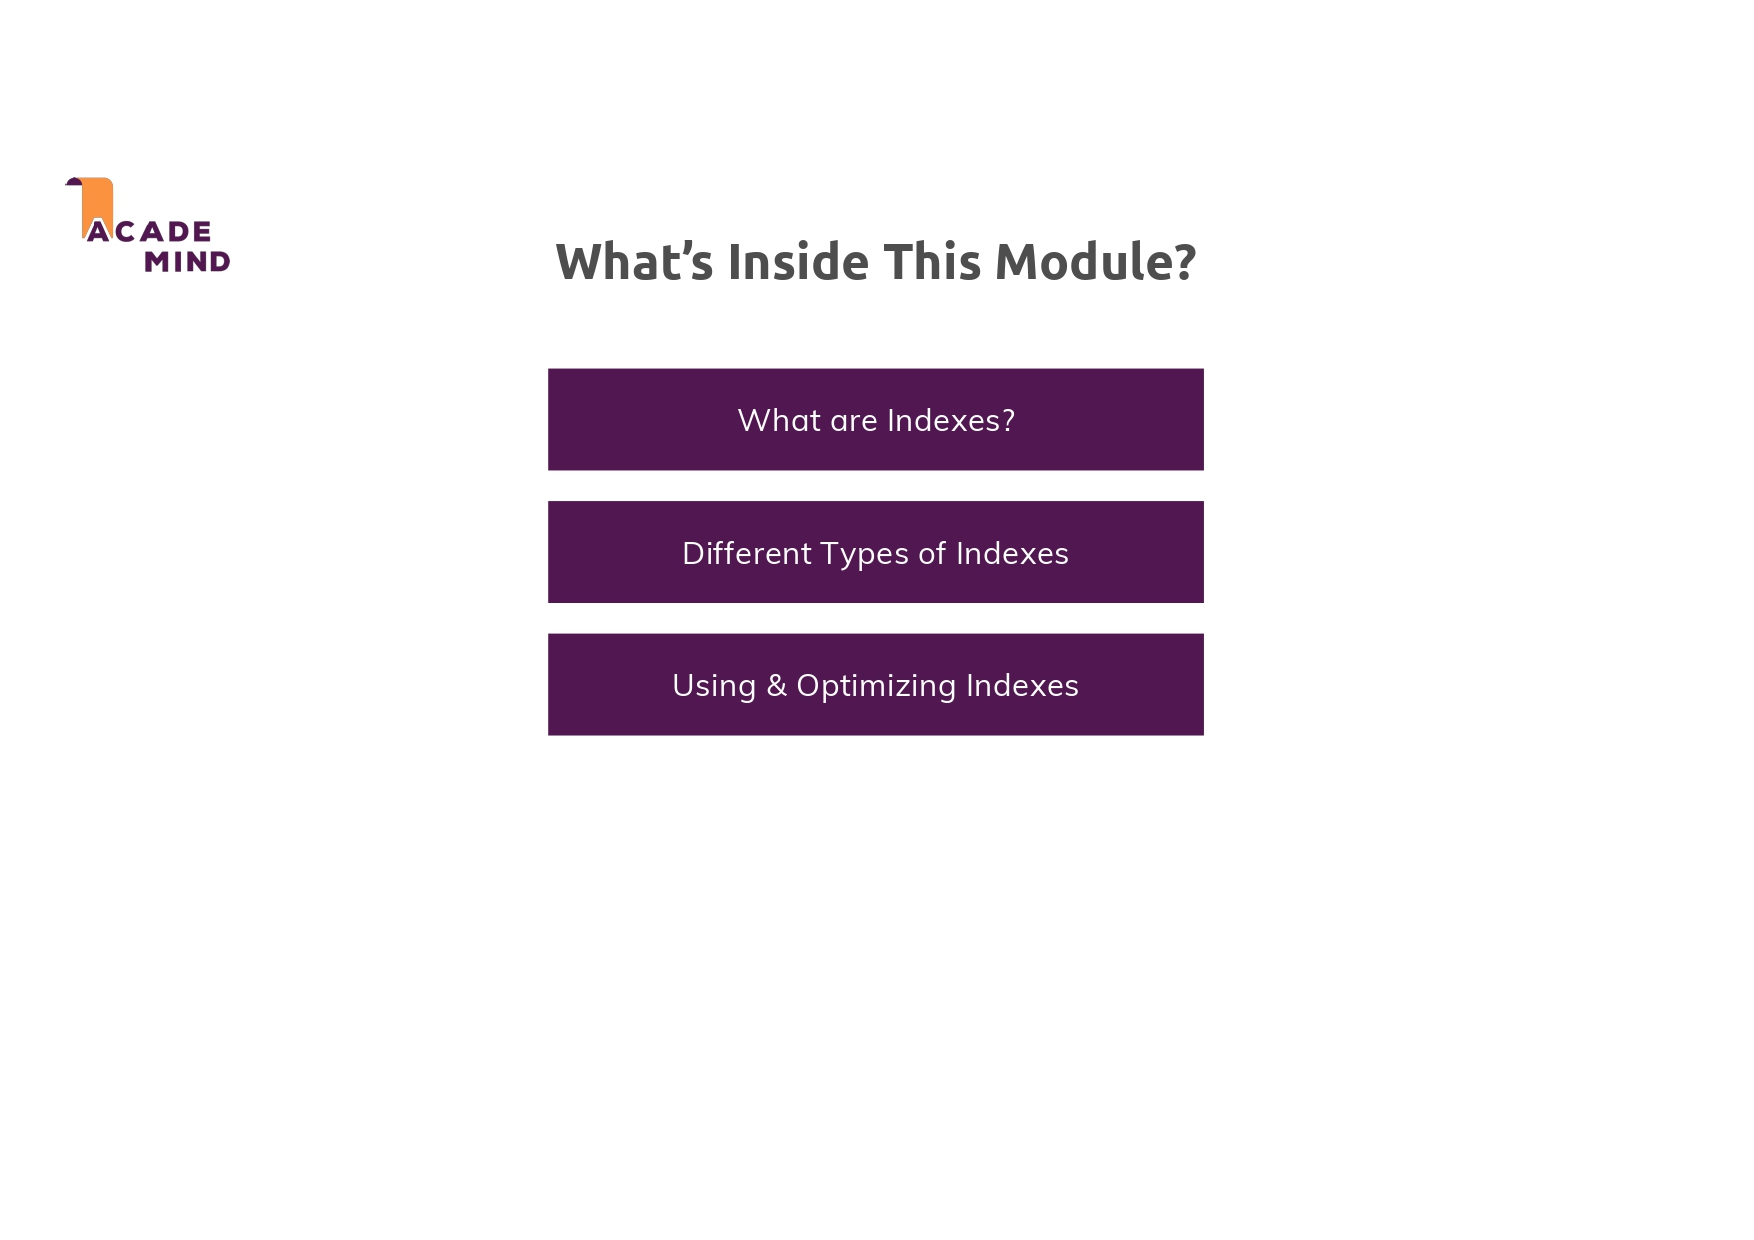 ACADE
MIND
What’s Inside This Module?
What are Indexes?
Different Types of Indexes
Using & Optimizing Indexes